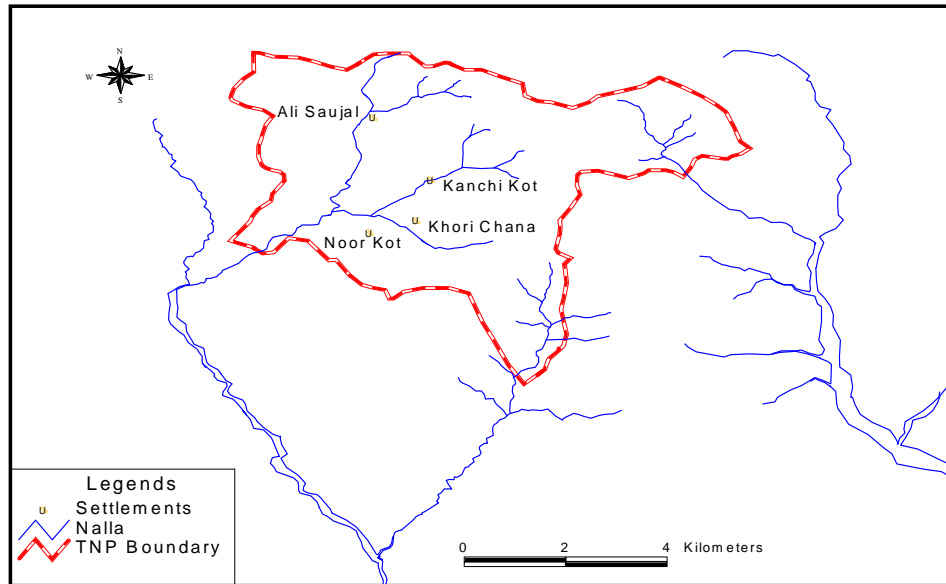 N
W E
S
Ali Saujal
U
U Kanchi Kot
U Khori Chana
U
Noor Kot
Legends
U Settlements
Nalla
TNP Boundary
0 2 4 Kilometers